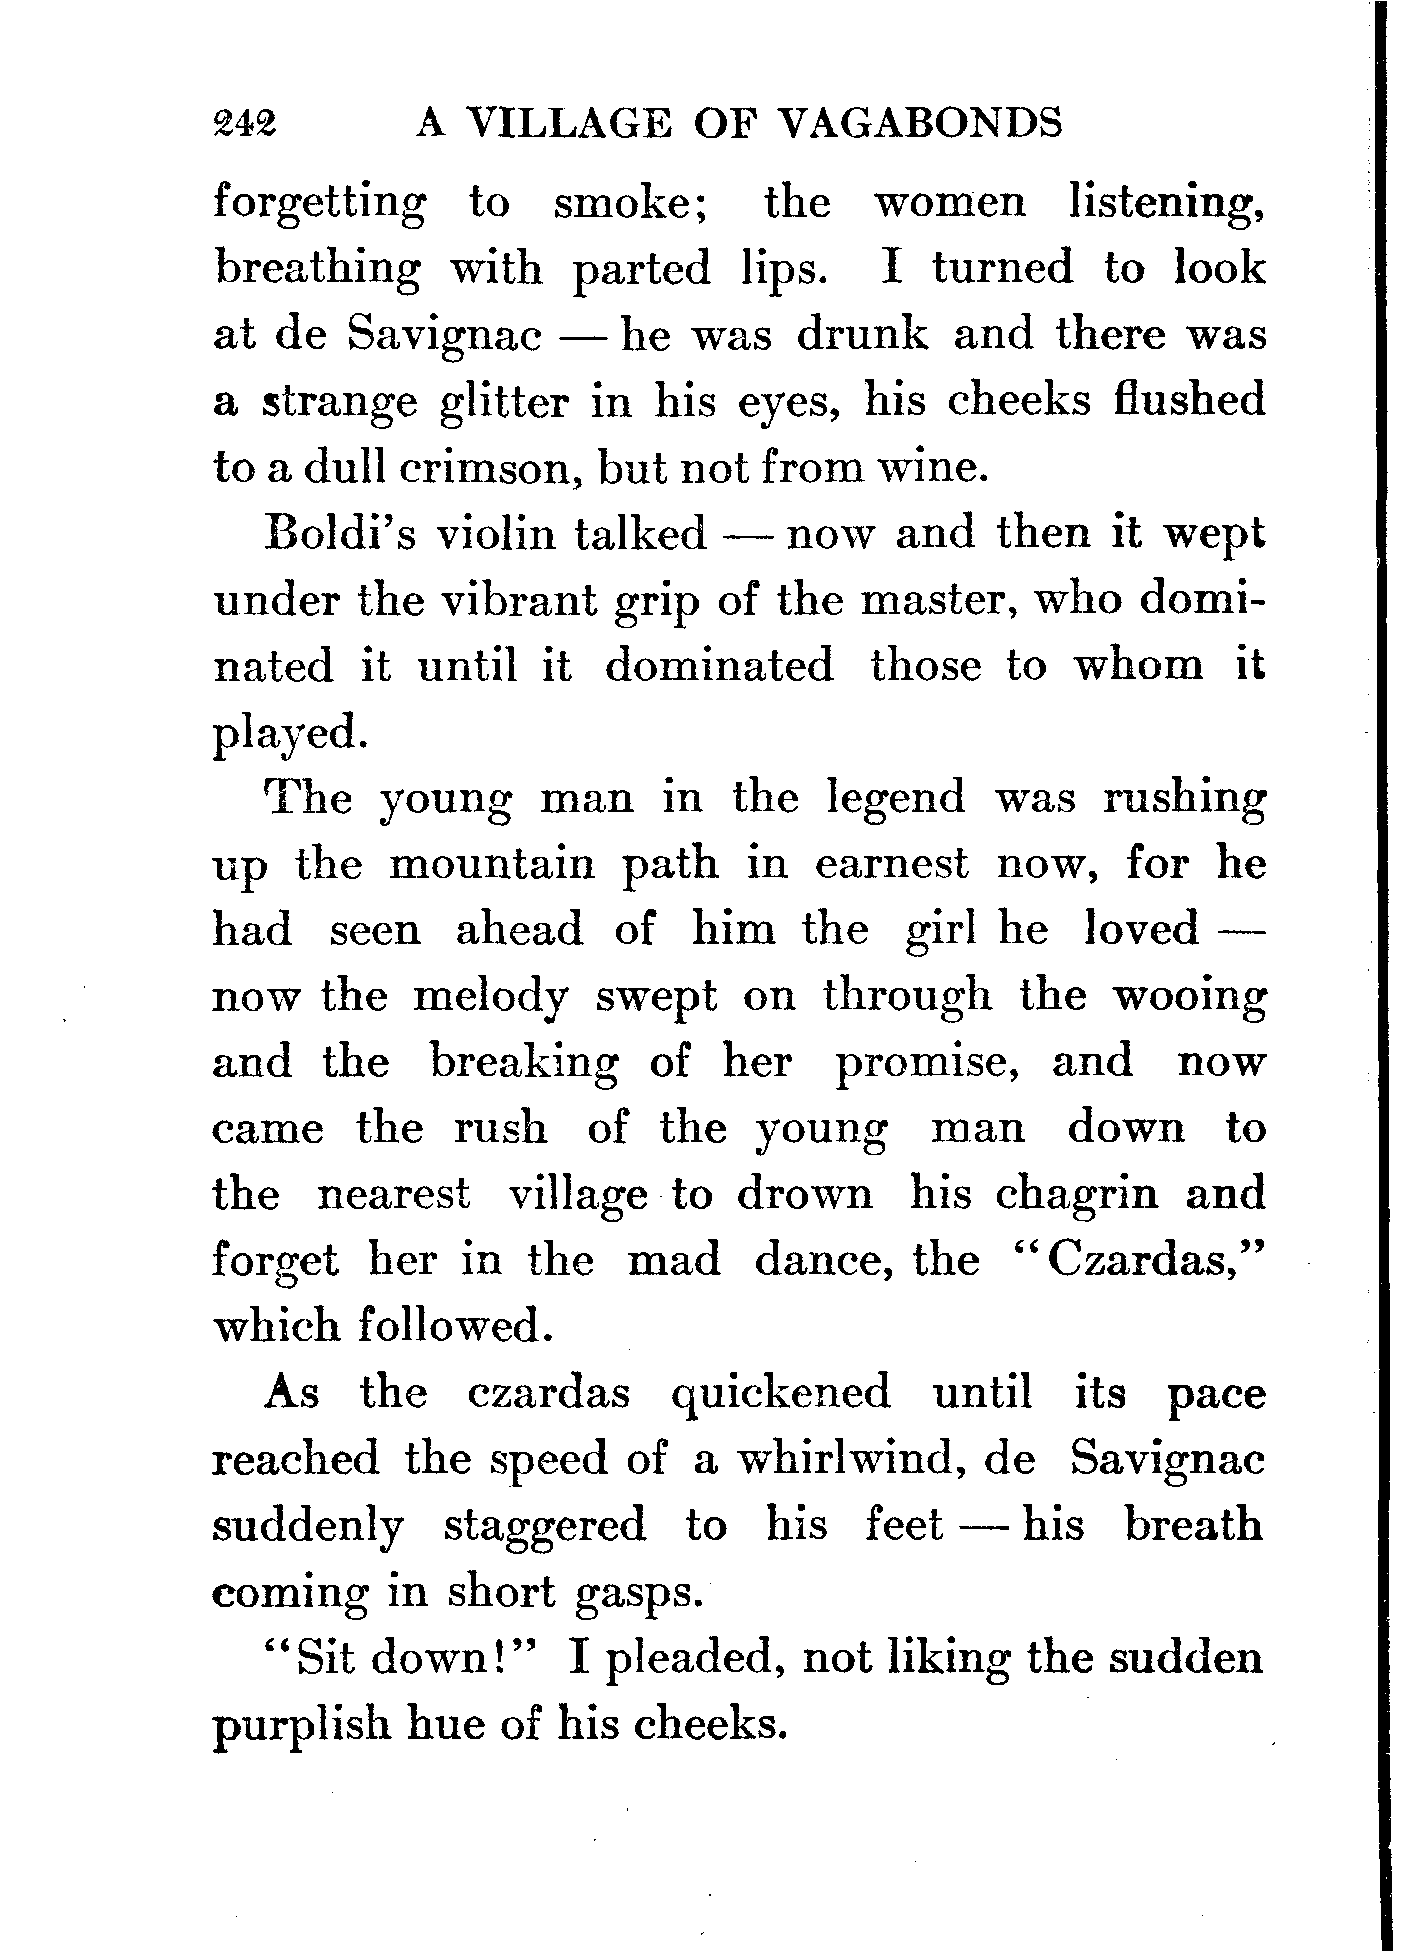 242 A VILLAGE OF VAGABONDS
forgetting to smoke; the women listening,
breathing with parted lips. I turned to look
at de Savignac — he was drunk and there was
a strange glitter in his eyes, his cheeks flushed
to a dull crimson, but not from wine.
Boldi's violin talked — now and then it wept
under the vibrant grip of the master, who domi-
nated it until it dominated those to whom it
played.
The young man in the legend was rushing
up the mountain path in earnest now, for he
had seen ahead of him the girl he loved —
now the melody swept on through the wooing
and the breaking of her promise, and now
came the rush of the young man down to
the nearest village to drown his chagrin and
forget her in the mad dance, the "Czardas,"
which followed.
As the czardas quickened until its pace
reached the speed of a whirlwind, de Savignac
suddenly staggered to his feet — his breath
coming in short gasps.
"Sit down!" I pleaded, not liking the sudden
purplish hue of his cheeks.